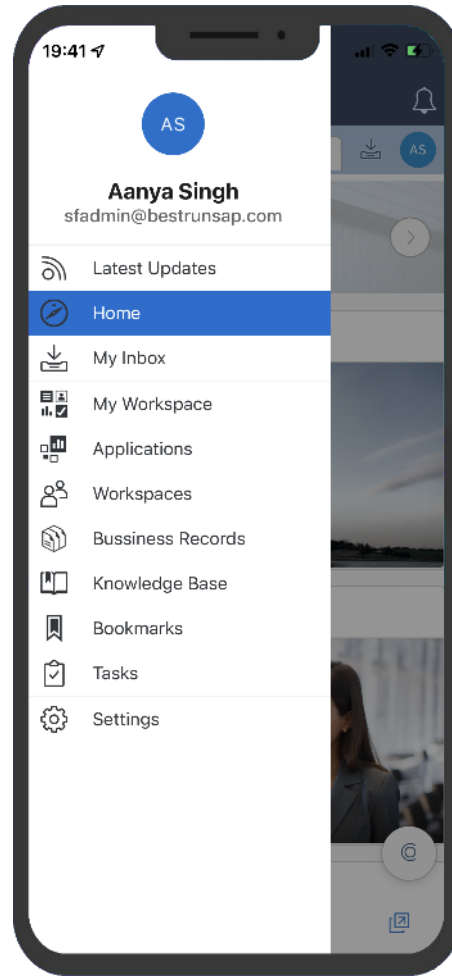 19:41
AS
Aanya Singh
sfadmin@bestrunsap.com
AS
Latest Updates
Home
My Inbox
My Workspace
Applications
Workspaces
Bussiness Records
Knowledge Base
Bookmarks
Tasks
Settings